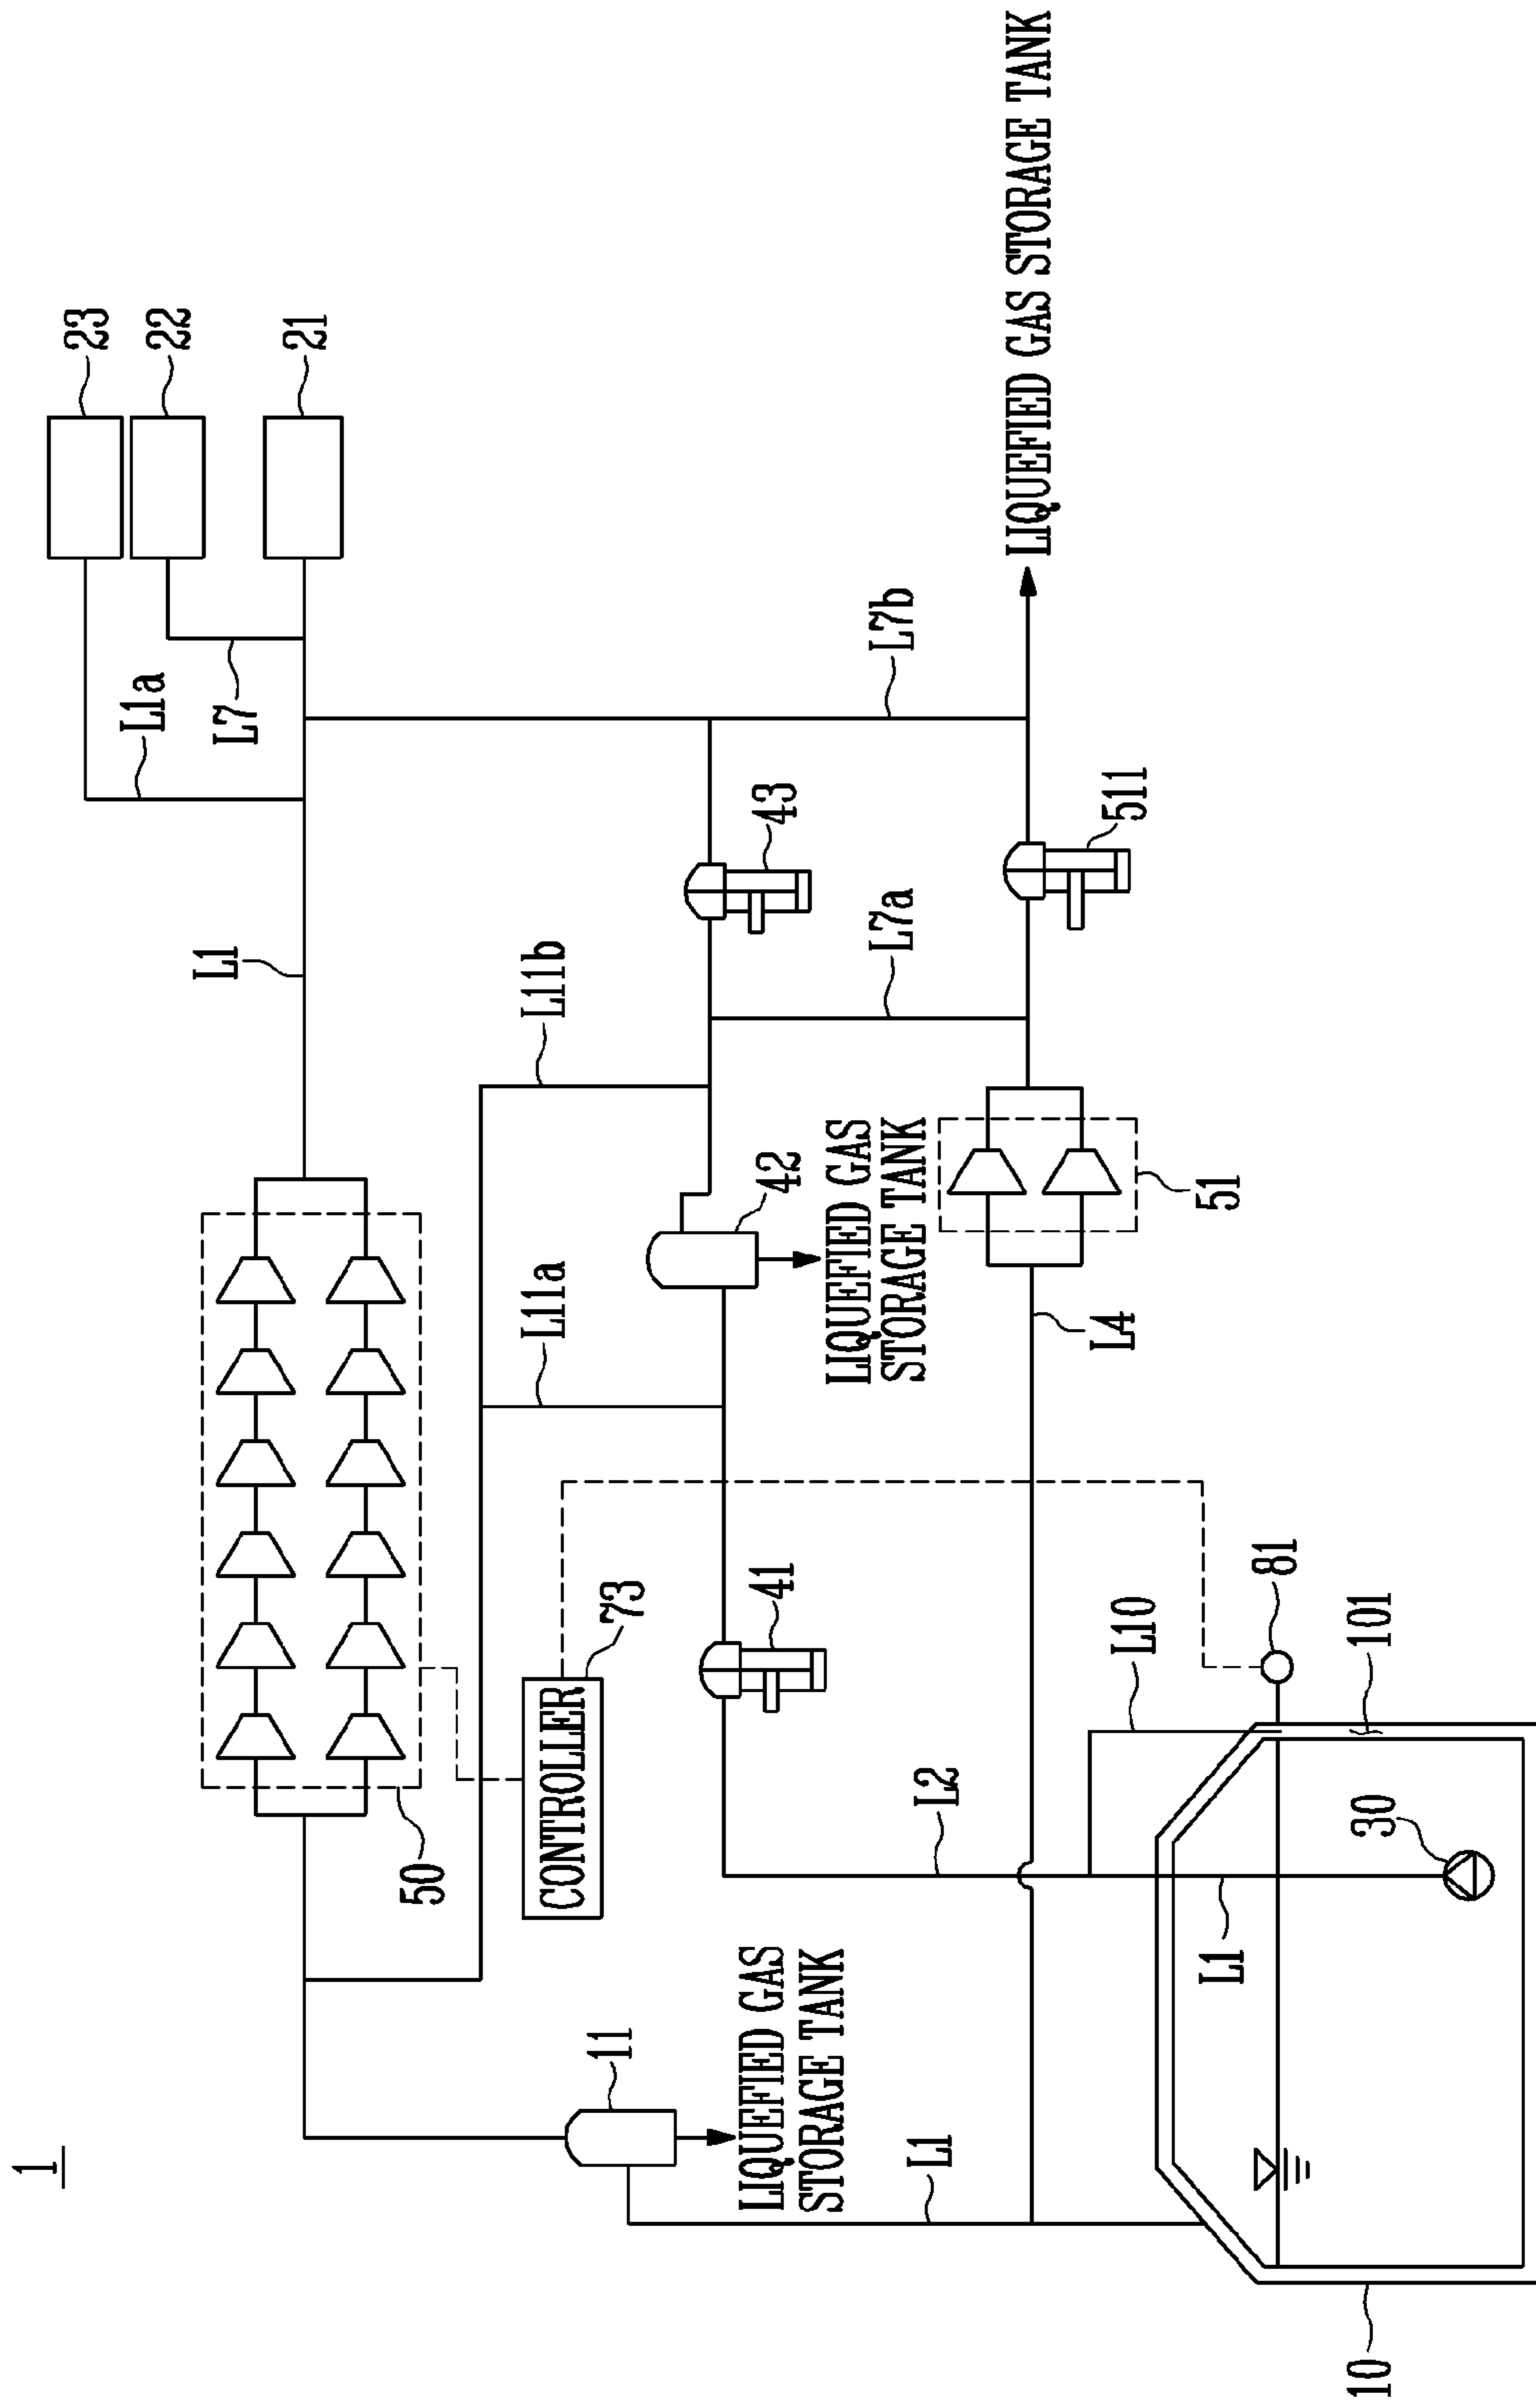 1
23
22
L1a
L7
21
L1
50
L11a
L11b
CONTROLLER
73
11
LIQUEFIED GAS
STORAGE TANK
41
42
43
LIQUEFIED GAS
STORAGE TANK
L7a
L7b
L1
L2
LIQUEFIED GAS STORAGE TANK
L4
511
L10
51
L1
81
10
30
101